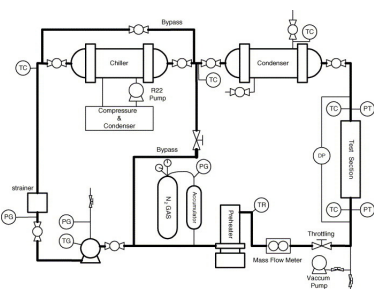 Bypass
TC
Chiller
TC
Condenser
TC
R22
Pump
Compressure
&
Condenser
Bypass
TC
PT
DP
Test Section
PG
N2 GAS
Accumulator
strainer
PG
PG
TG
Preheater
TR
TC
PT
Throttling
Mass Flow Meter
Vaccum
Pump